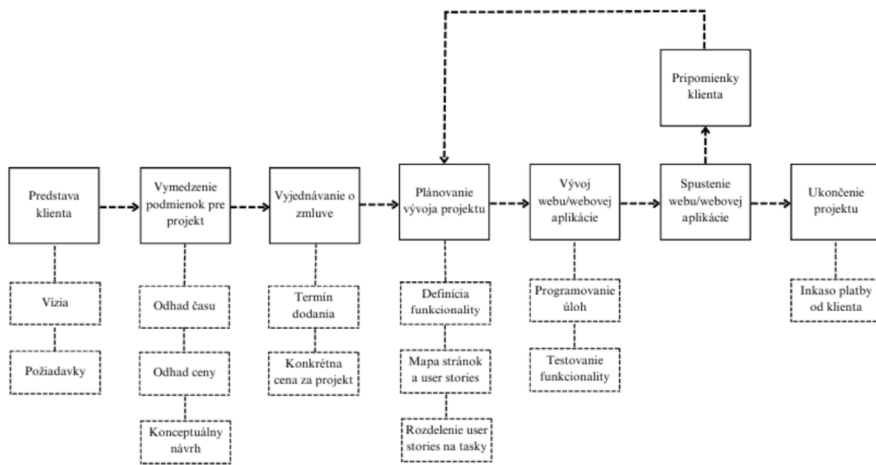 Pripomienky
klienta
Predstava
klienta
Vymedzenie
podmienok pre
projekt
Vyjednávanie o
zmluve
Plánovanie
vývoja projektu
Vývoj
webu/webovej
aplikácie
Spustenie
webu/webovej
aplikácie
Ukončenie
projektu
Vízia
Požiadavky
Odhad času
Odhad ceny
Konceptuálny
návrh
Termín
dodania
Konkrétna
cena za projekt
Definícia
funkcionality
Mapa stránok
a user stories
Rozdelenie user
stories na tasky
Programovanie
úloh
Testovanie
funkcionality
Inkaso platby
od klienta